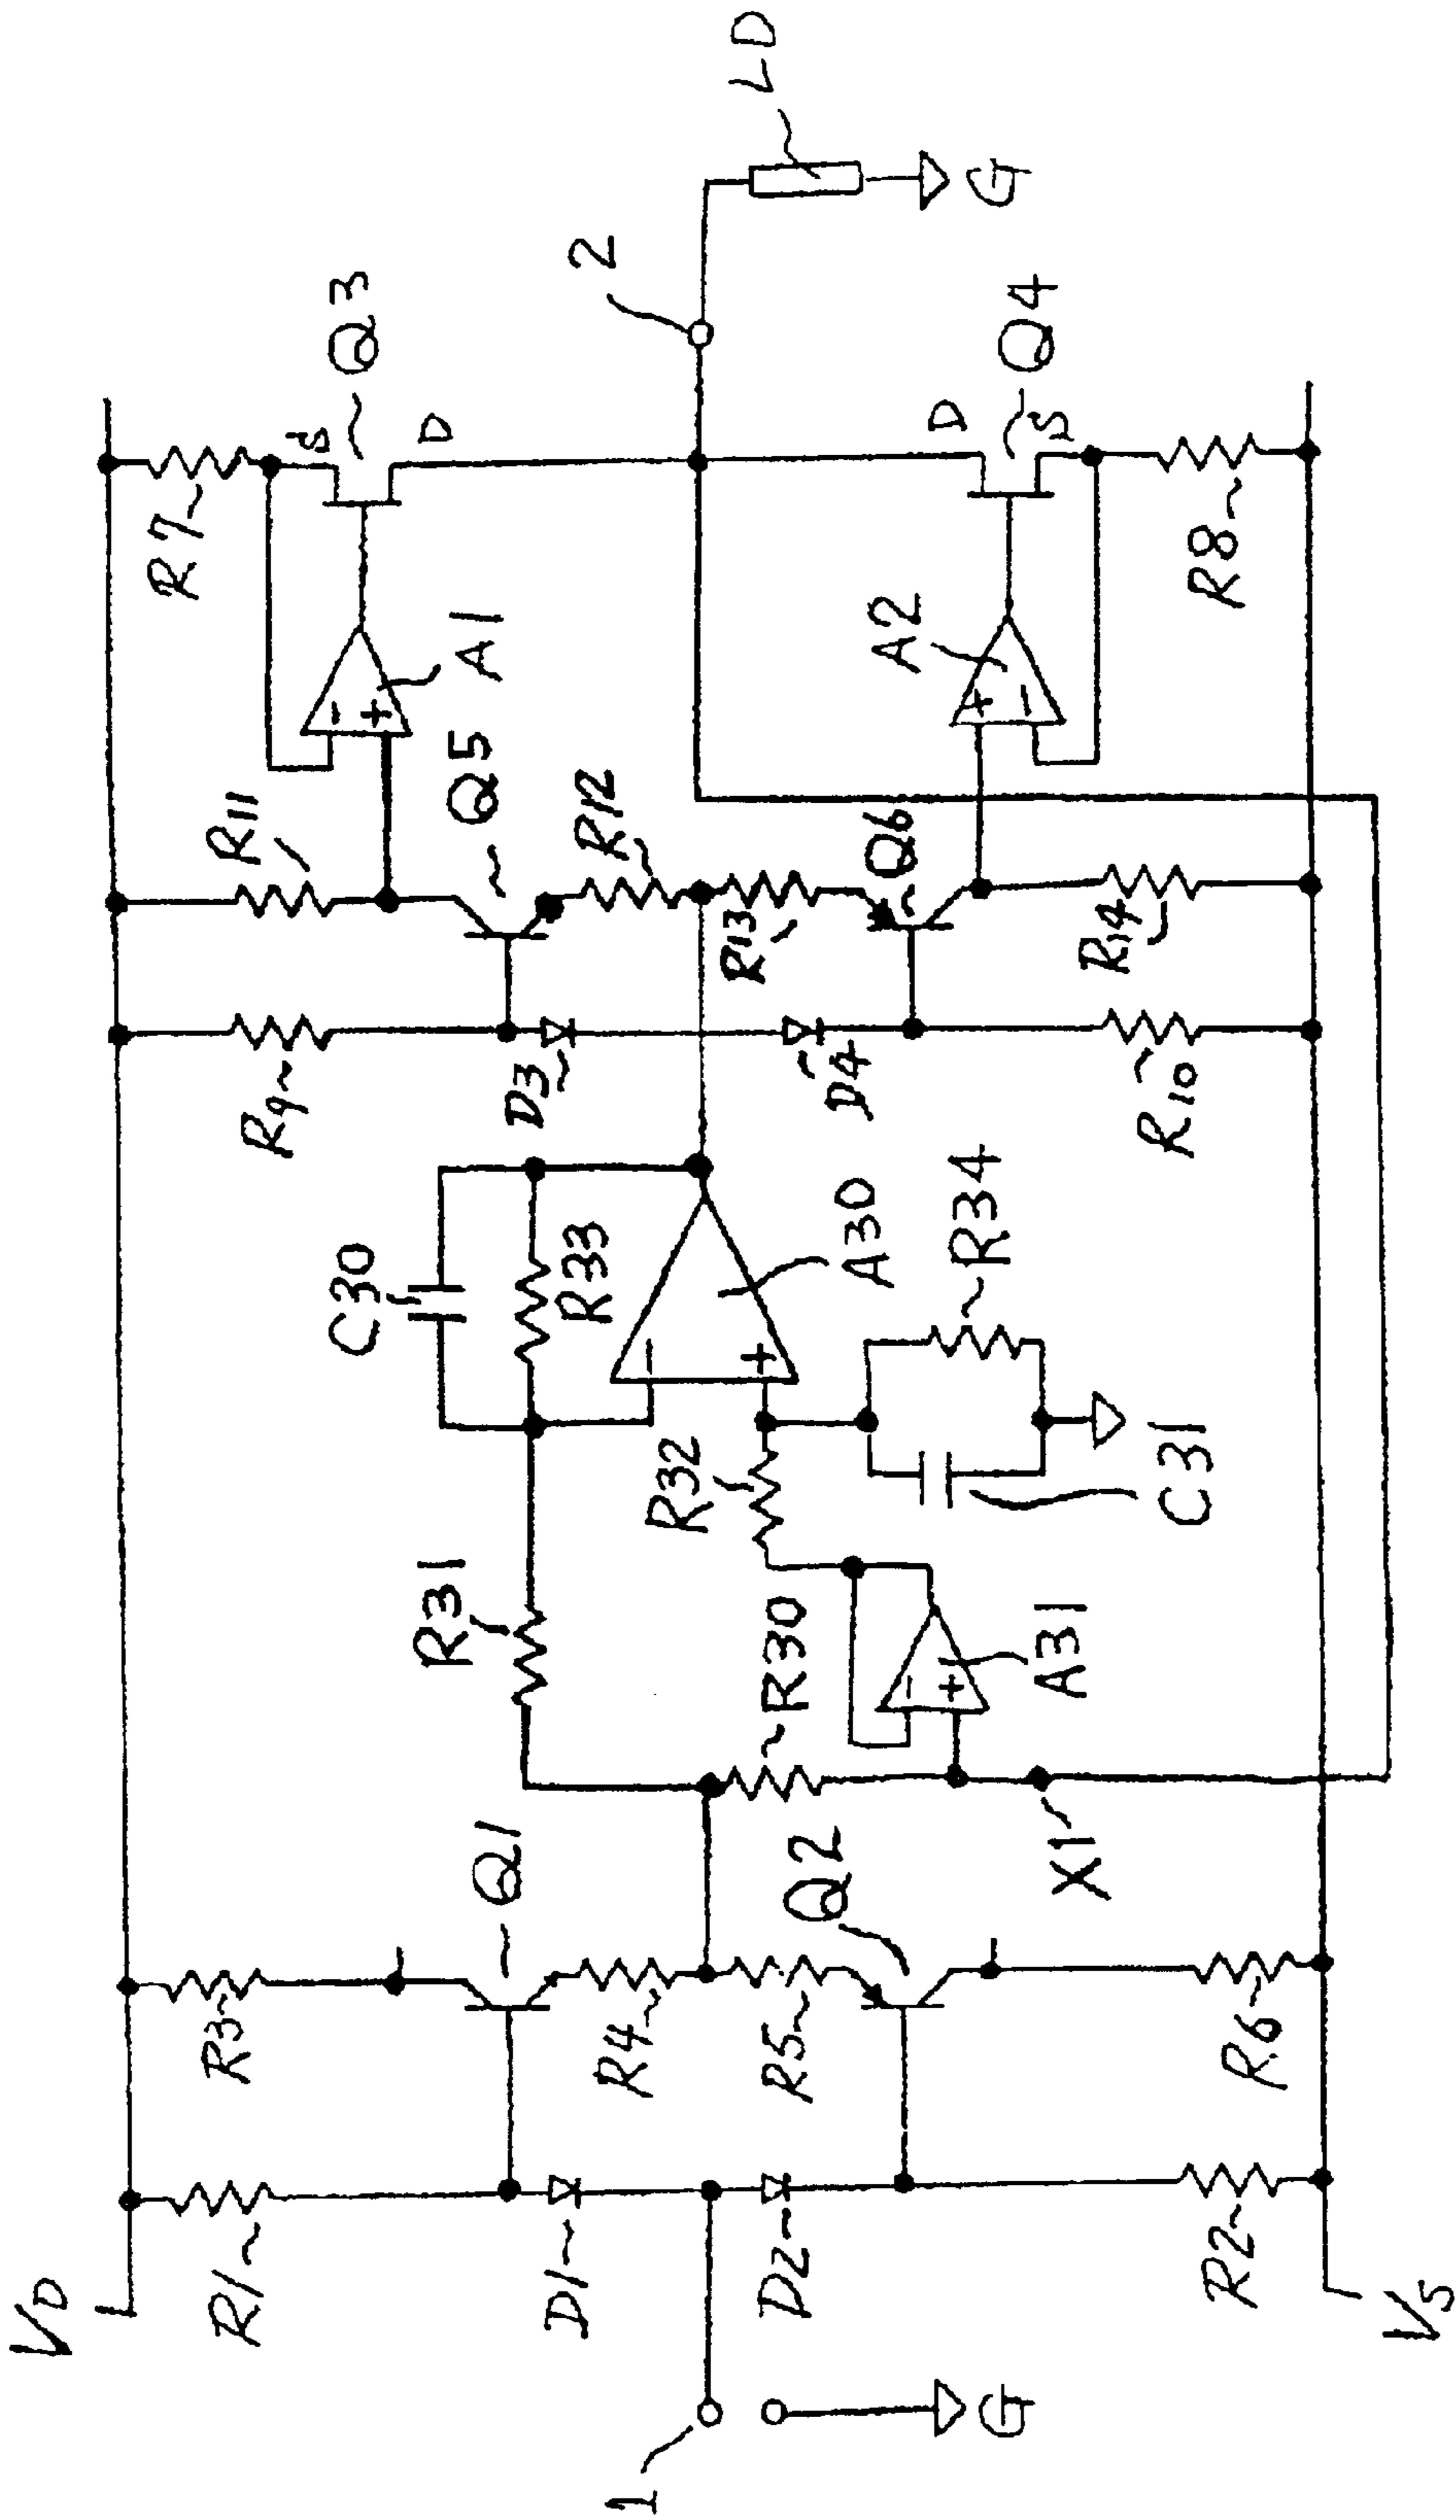 VD
R1
D1
1
G
D2
R2
VS
R3
Q1
R4
R5
Q2
R6
X1
R31
R30
A31
C30
R33
R32
A30
R34
C31
R9
D3
D4
R10
R11
Q5
R12
R13
Q6
R14
A1
A2
R7
S
Q3
D
2
D
Q4
S
R8
LD
G
- +
- +
- +
+ -